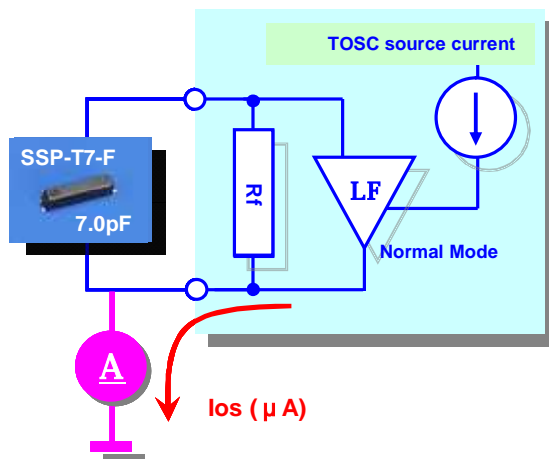 TOSC source current
SSP-T7-F
7.0pF
Rf
LF
Normal Mode
A
Ios ( μ A)